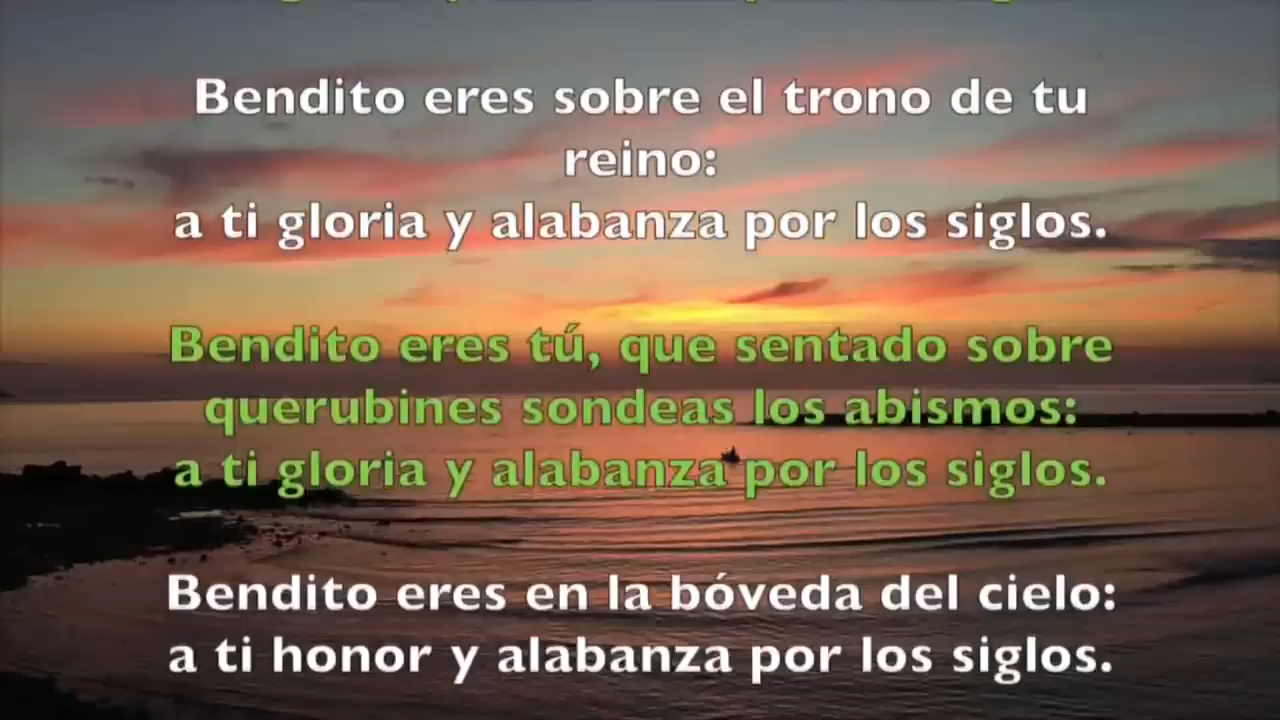 Bendito eres sobre el trono de tu
reino:
a ti gloria y alabanza por los siglos.
Bendito eres tú, que sentado sobre
querubines sondeas los abismos:
a ti gloria y alabanza por los siglos.
Bendito eres en la bóveda del cielo:
a ti honor y alabanza por los siglos.